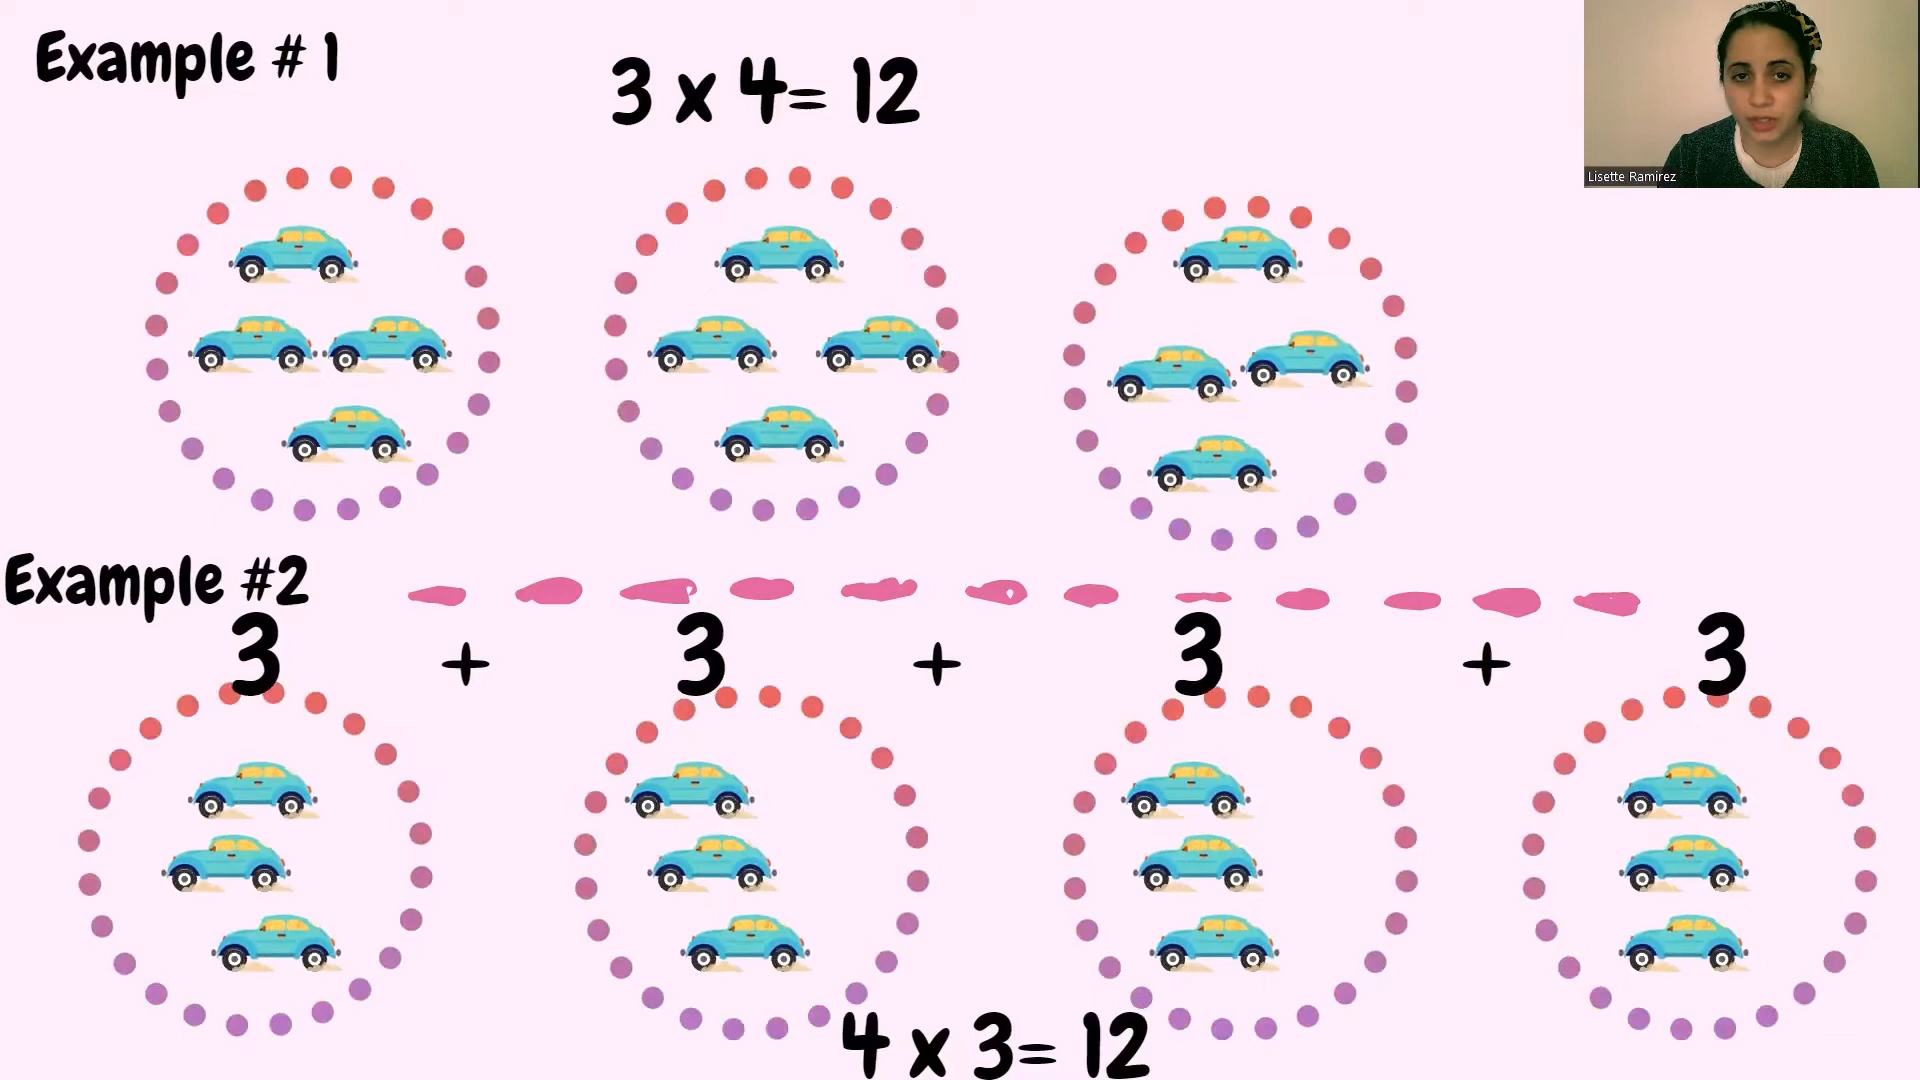 Example # 1
3 x 4= 12
Lisette Ramirez
Example #2
3 + 3 + 3 + 3
4 x 3= 12